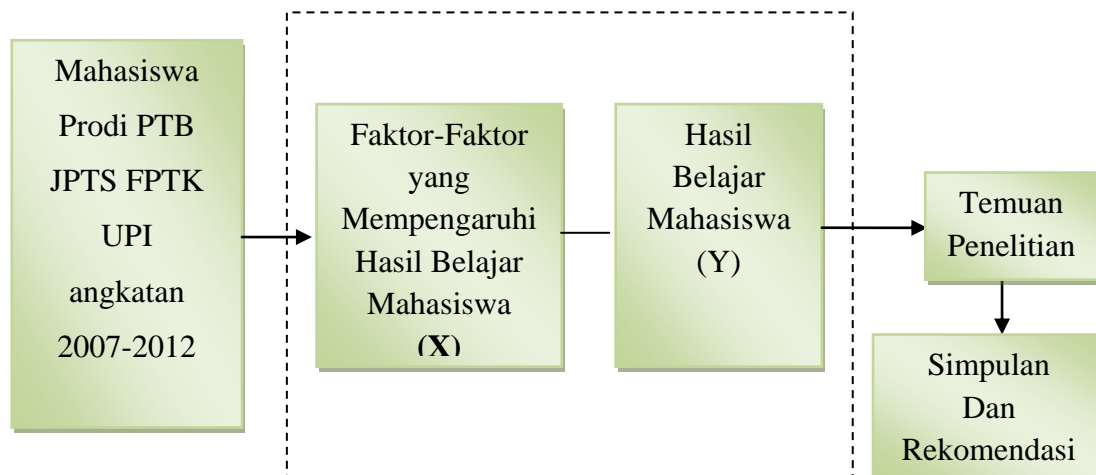 Mahasiswa
Prodi PTB
JPTS FPTK
UPI
angkatan
2007-2012
Faktor-Faktor
yang
Mempengaruhi
Hasil Belajar
Mahasiswa
(X)
Hasil
Belajar
Mahasiswa
(Y)
Temuan
Penelitian
Simpulan
Dan
Rekomendasi